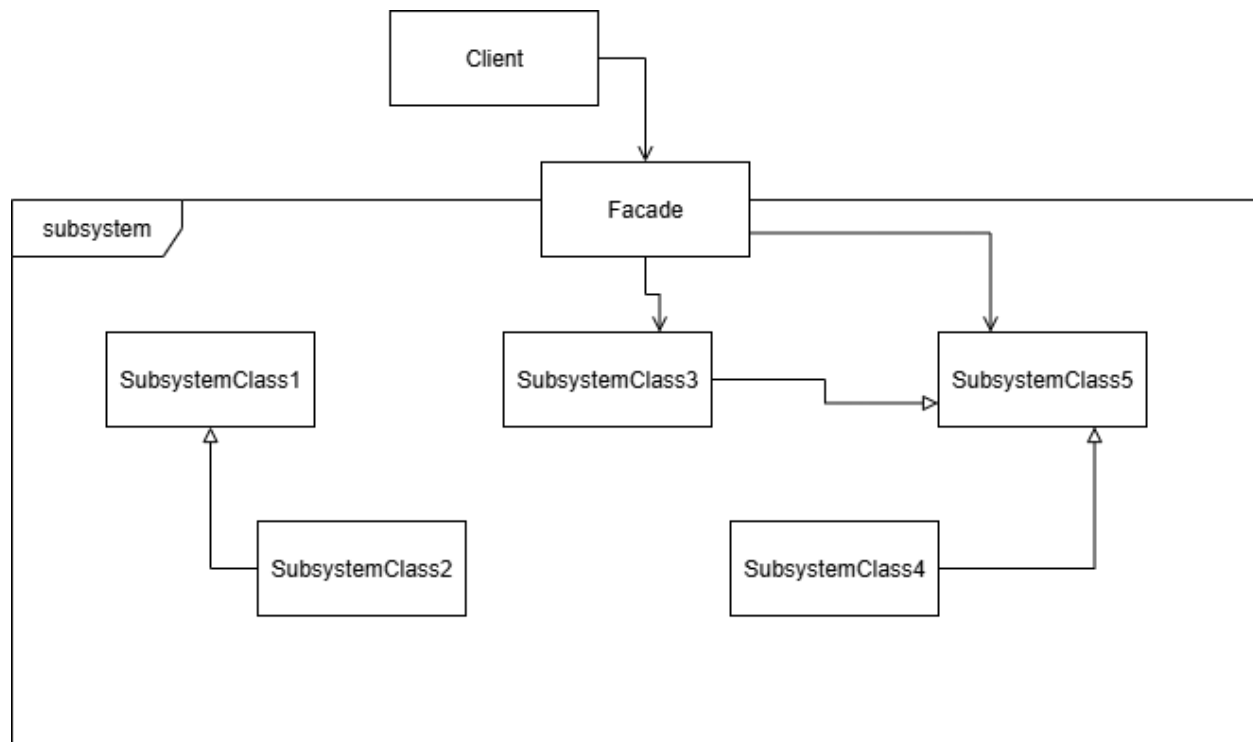 Client
Facade
subsystem
SubsystemClass1
SubsystemClass3
SubsystemClass5
SubsystemClass2
SubsystemClass4